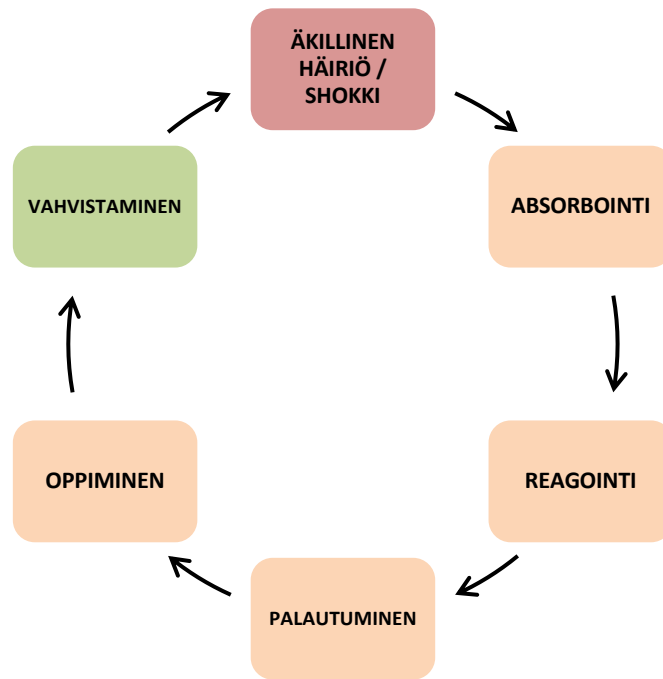 ÄKILLINEN
HÄIRIÖ /
SHOKKI
ABSORBOINTI
REAGOINTI
PALAUTUMINEN
OPPIMINEN
VAHVISTAMINEN